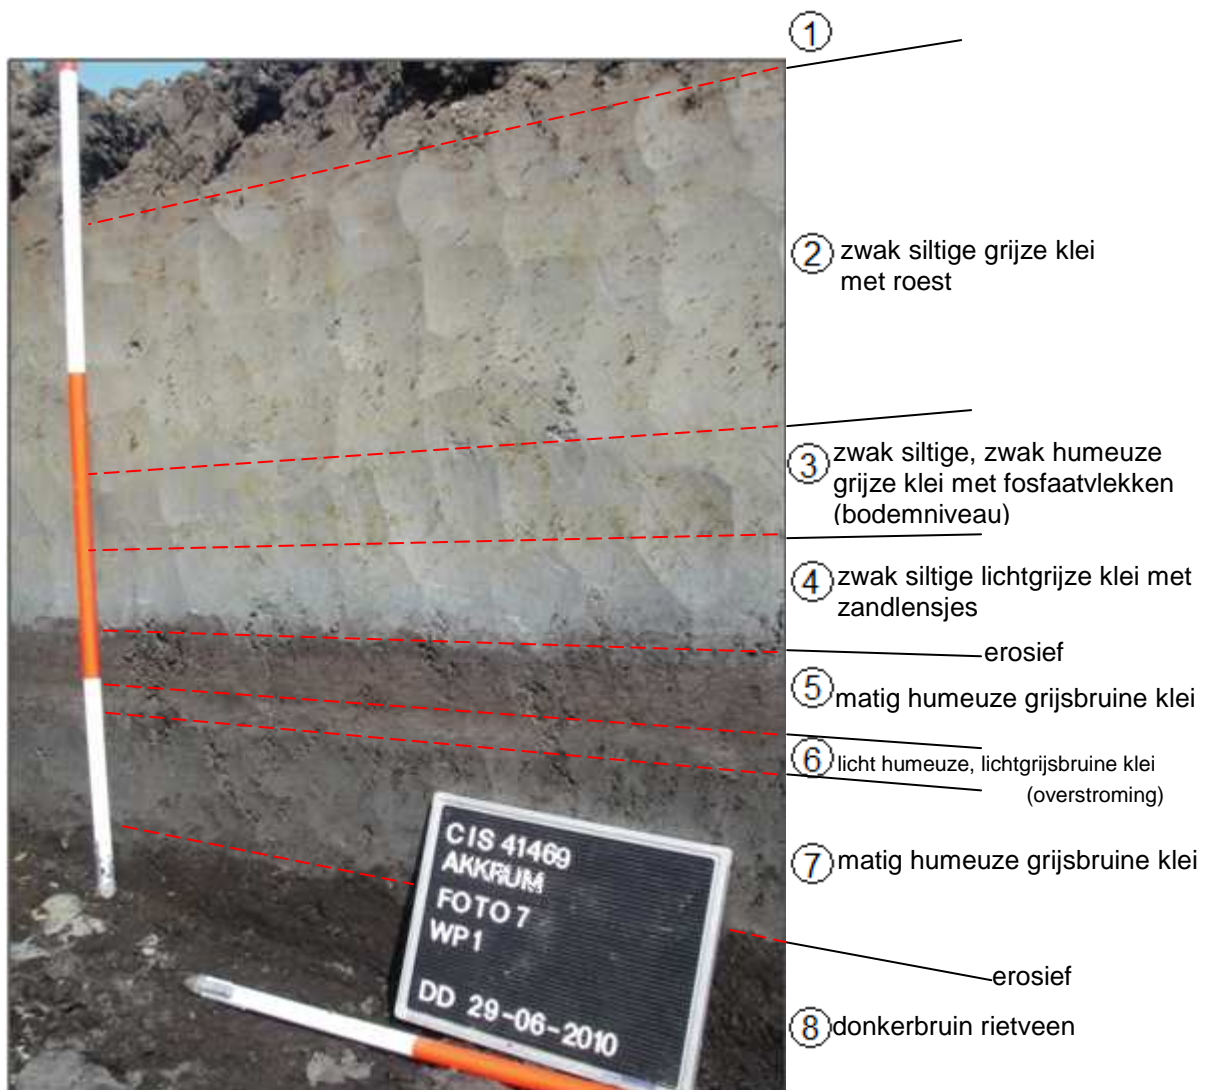 1
2 zwak siltige grijze klei
met roest
3 zwak siltige, zwak humeuze
grijze klei met fosfaatvlekken
(bodemniveau)
4 zwak siltige lichtgrijze klei met
zandlensjes
erosief
5 matig humeuze grijsbruine klei
6 licht humeuze, lichtgrijsbruine klei
(overstroming)
7 matig humeuze grijsbruine klei
erosief
8 donkerbruin rietveen
CIS 41469
AKKRUM
FOTO 7
WP1
DD 29-06-2010